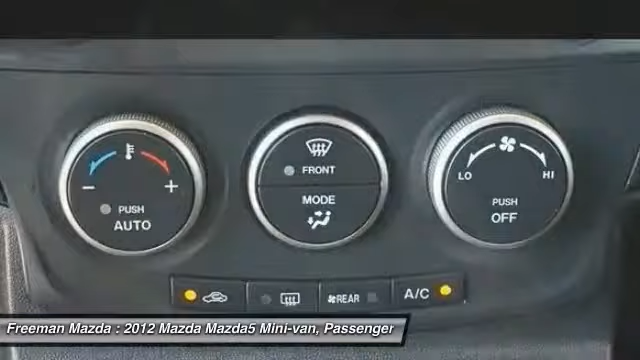 FRONT
LO HI
− +
MODE
PUSH
PUSH
AUTO
OFF
REAR
A/C
Freeman Mazda : 2012 Mazda Mazda5 Mini-van, Passenger